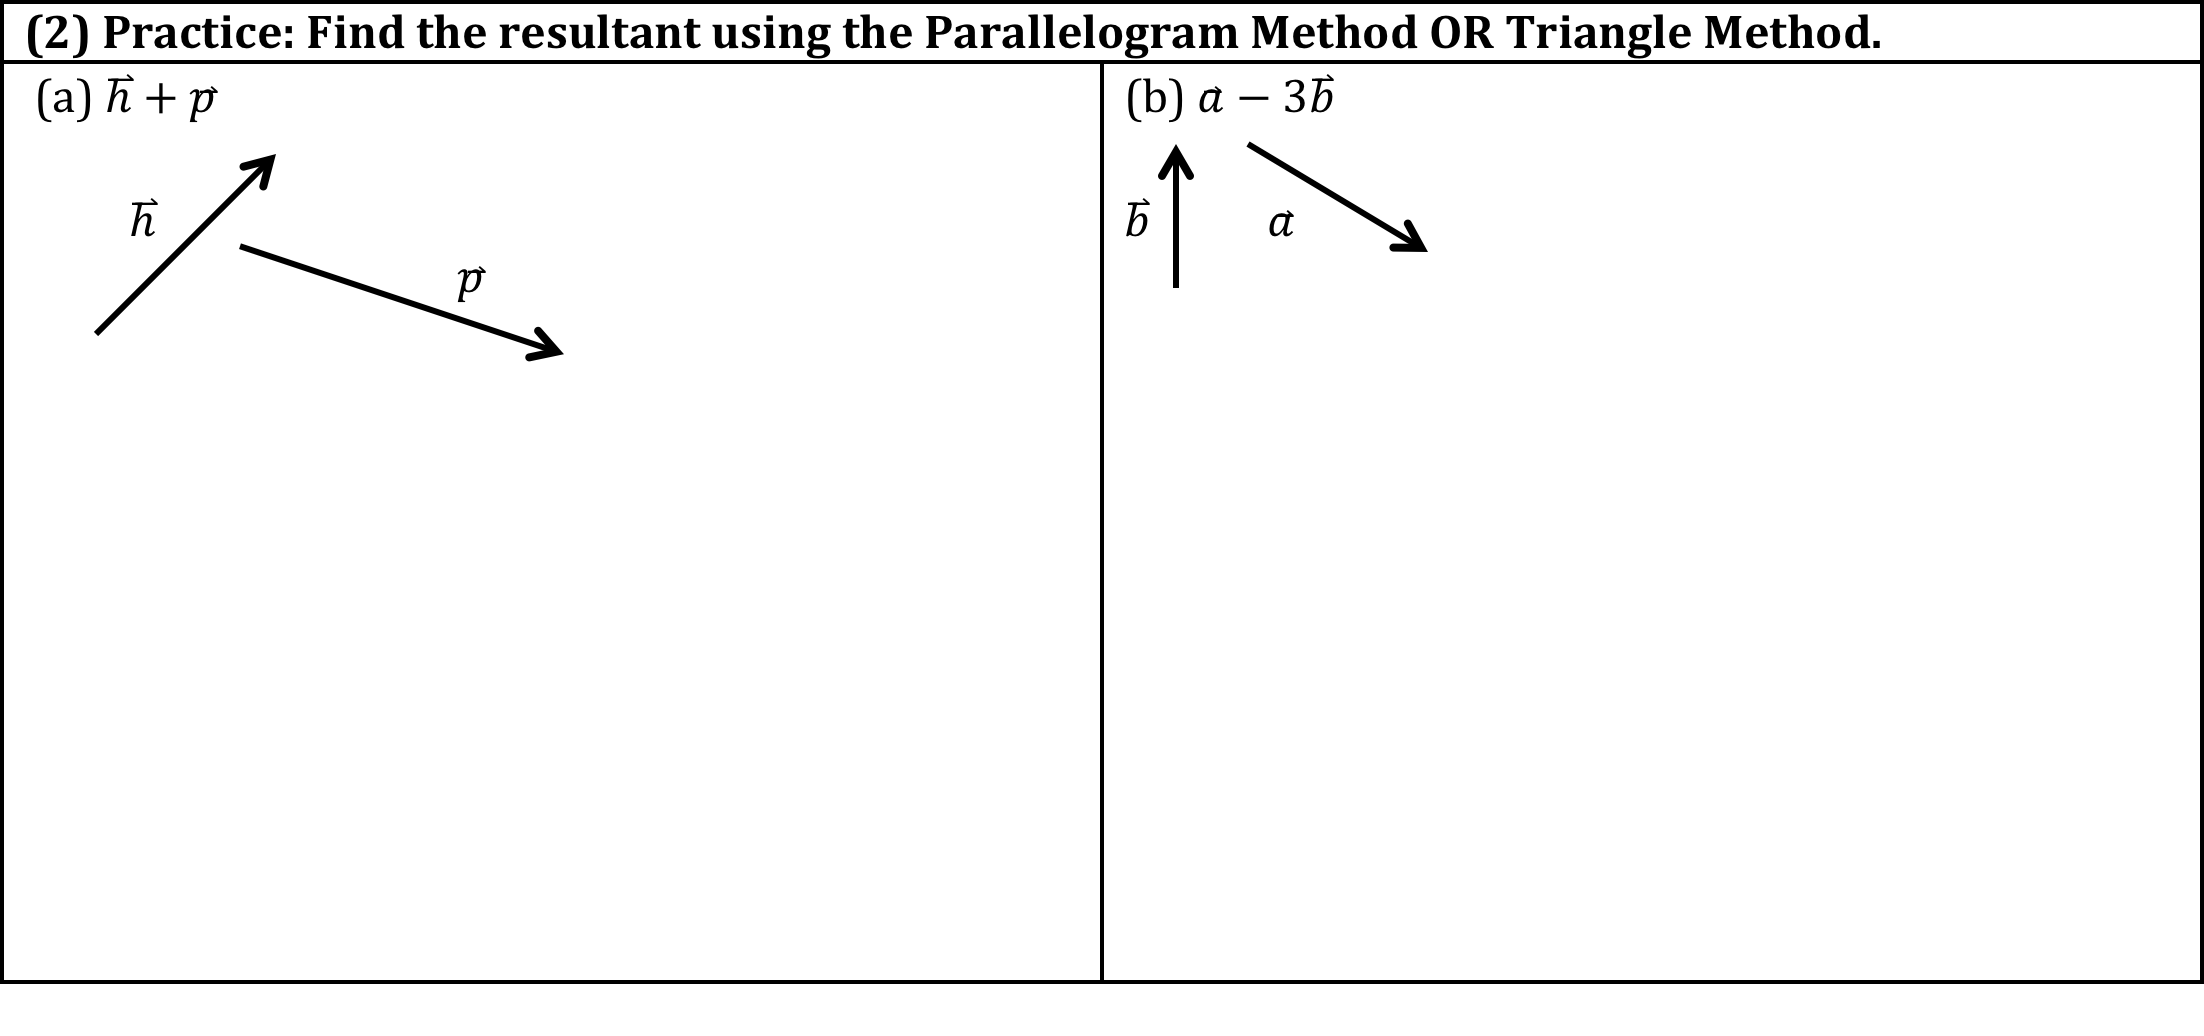 (2) Practice: Find the resultant using the Parallelogram Method OR Triangle Method.
(a) h⃗ + p⃗
(b) a⃗ − 3b⃗
h⃗
p⃗
b⃗
a⃗